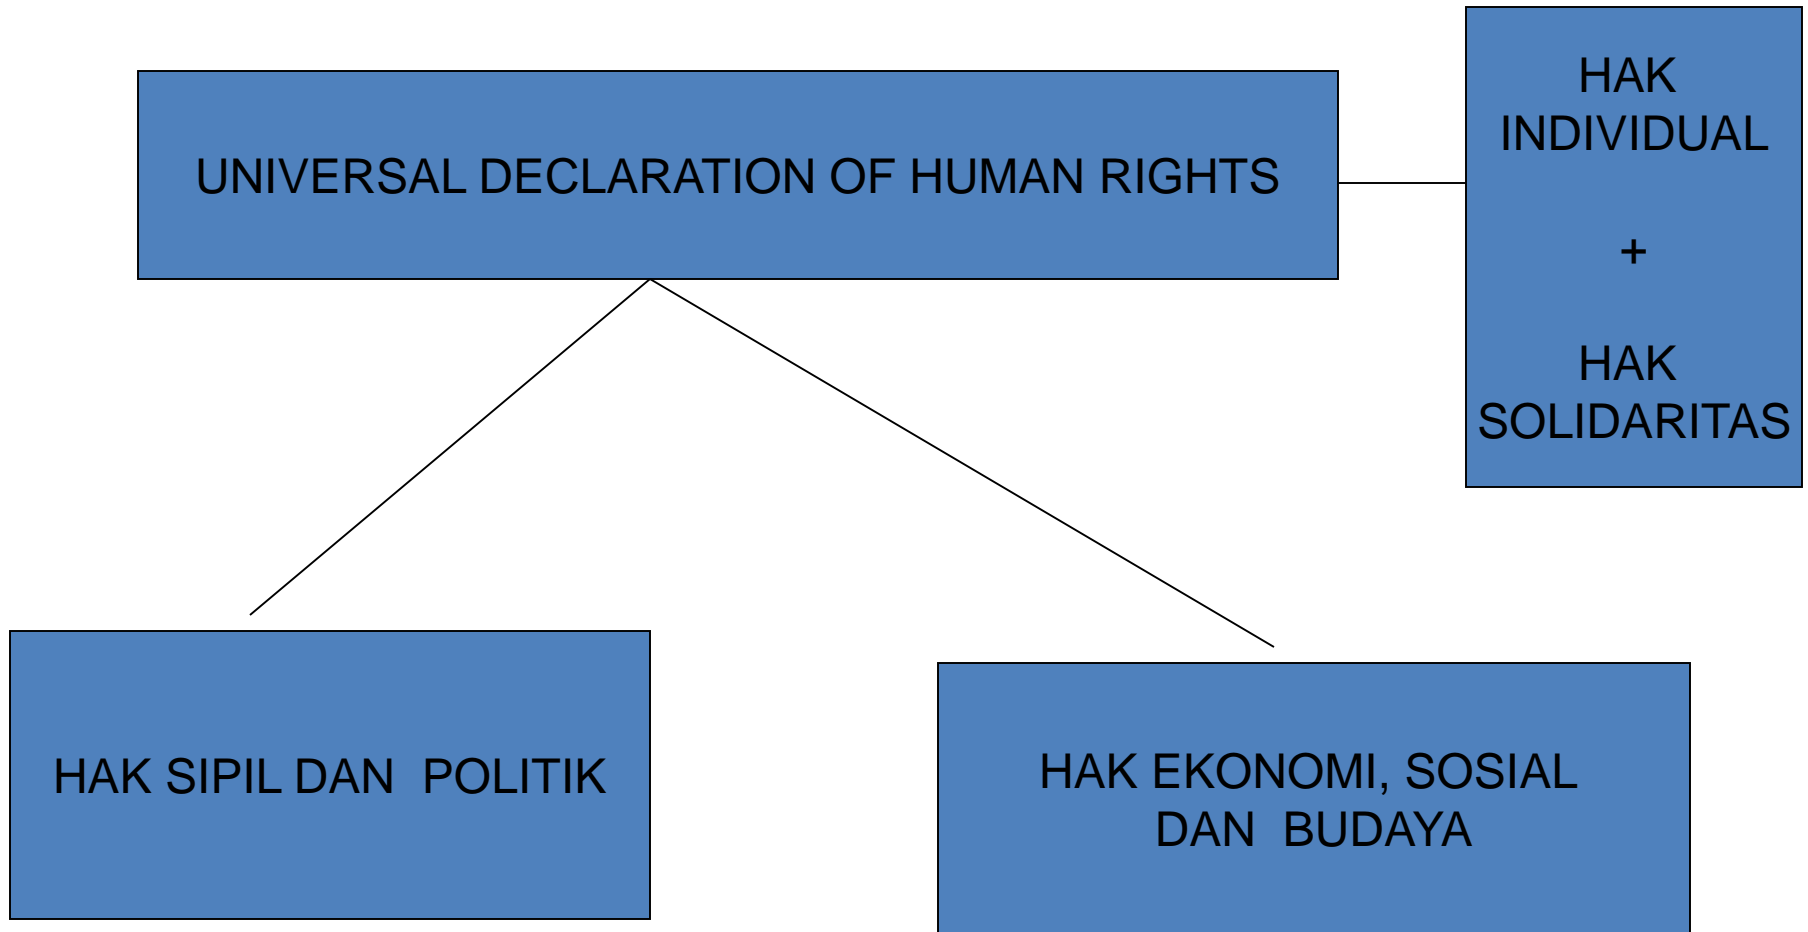 UNIVERSAL DECLARATION OF HUMAN RIGHTS
HAK
INDIVIDUAL
+
HAK
SOLIDARITAS
HAK SIPIL DAN  POLITIK
HAK EKONOMI, SOSIAL
DAN  BUDAYA